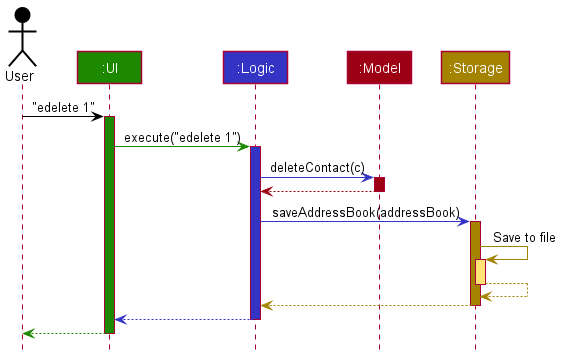 User
:UI
:Logic
:Model
:Storage
"edelete 1"
execute("edelete 1")
deleteContact(c)
saveAddressBook(addressBook)
Save to file